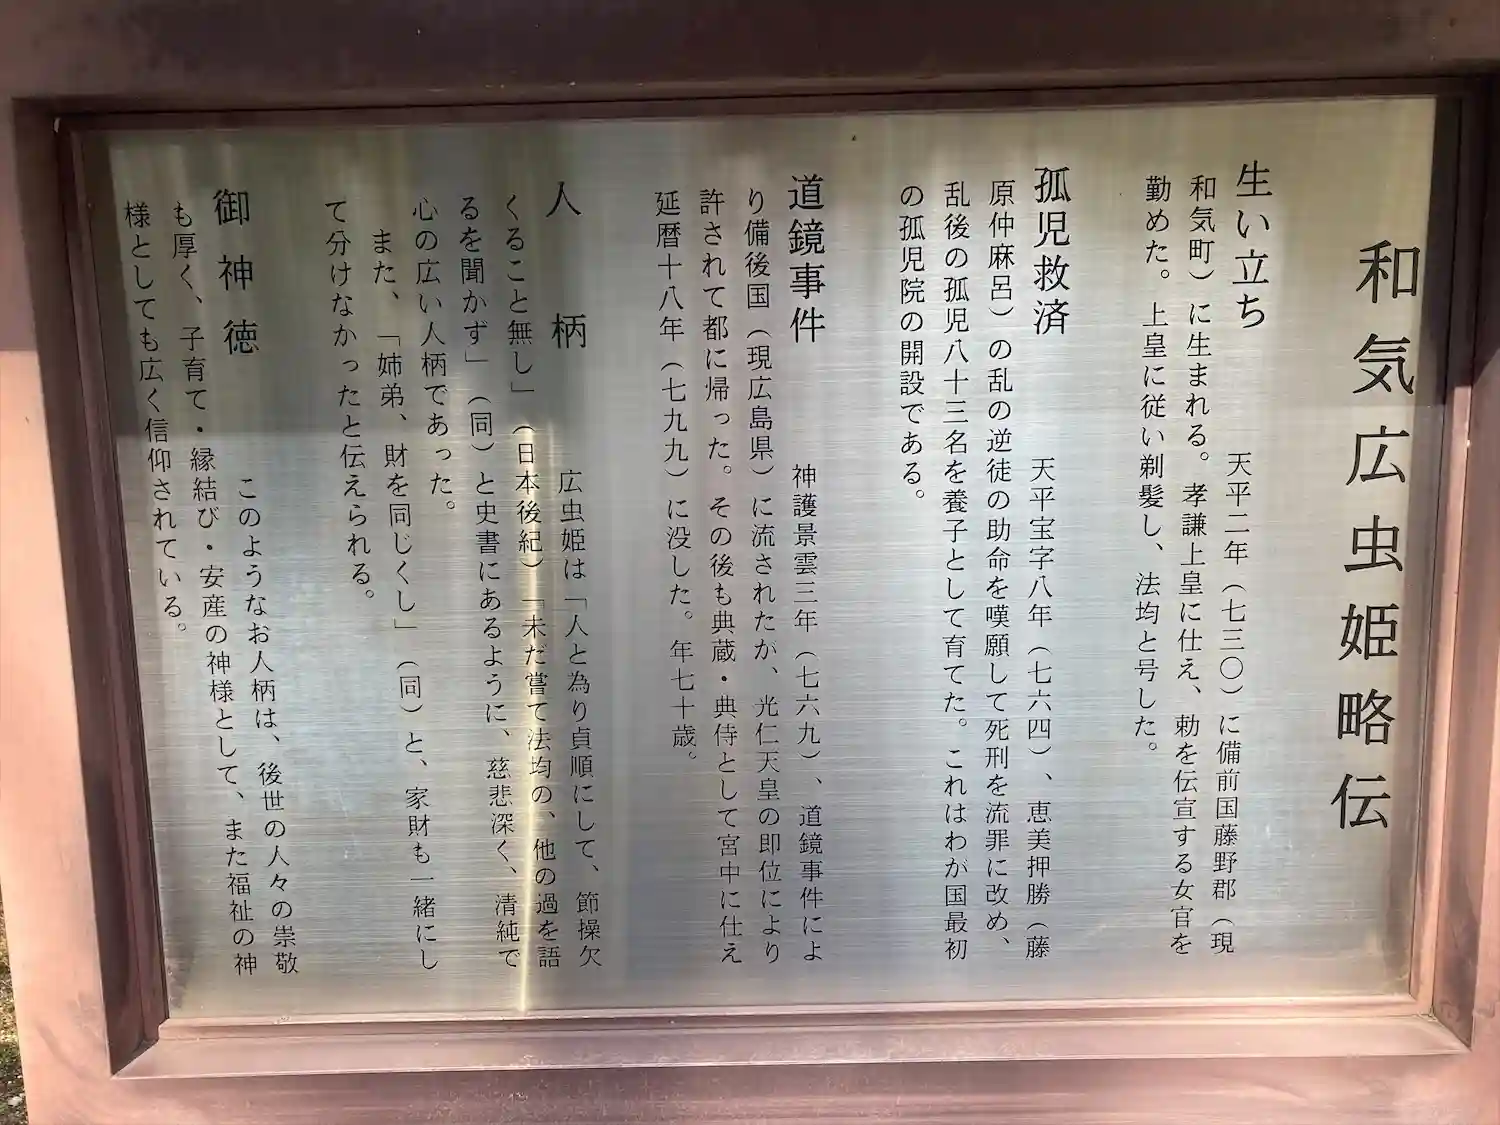 和気広虫姫略伝
生い立ち　天平二年（七三〇）に備前国藤野郡（現
和気町）に生まれる。孝謙上皇に仕え、勅を伝宣する女官を
勤めた。上皇に従い剃髪し、法均と号した。
孤児救済　天平宝字八年（七六四）、恵美押勝（藤
原仲麻呂）の乱の逆徒の助命を嘆願して死刑を流罪に改め、
乱後の孤児八十三名を養子として育てた。これはわが国最初
の孤児院の開設である。
道鏡事件　神護景雲三年（七六九）、道鏡事件によ
り備後国（現広島県）に流されたが、光仁天皇の即位により
許されて都に帰った。その後も典蔵・典侍として宮中に仕え
延暦十八年（七九九）に没した。年七十歳。
人柄　広虫姫は「人と為り貞順にして、節操欠
くること無し」（日本後紀）「未だ嘗て法均の、他の過を語
るを聞かず」（同）と史書にあるように、慈悲深く、清純で
心の広い人柄であった。
また、「姉弟、財を同じくし」（同）と、家財も一緒にし
て分けなかったと伝えられる。
御神徳　このようなお人柄は、後世の人々の崇敬
も厚く、子育て・縁結び・安産の神様として、また福祉の神
様としても広く信仰されている。